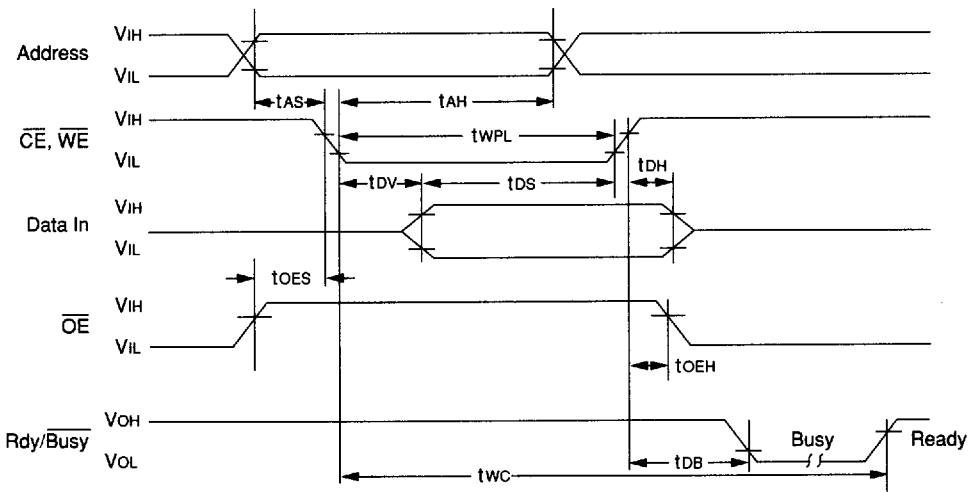 Address
VIH
VIL
tAS
tAH
CE, WE
VIH
VIL
tWPL
tDV
tDS
tDH
Data In
VIH
VIL
tOES
OE
VIH
VIL
tOEH
Rdy/Busy
VOH
VOL
Busy
Ready
tDB
tWC